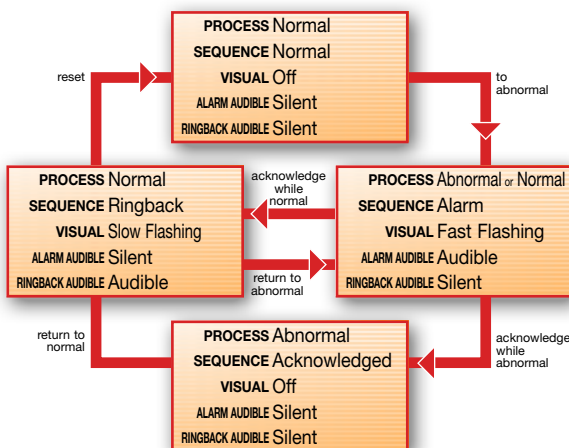 PROCESS Normal
SEQUENCE Normal
VISUAL Off
ALARM AUDIBLE Silent
RINGBACK AUDIBLE Silent
reset
to
abnormal
PROCESS Normal
SEQUENCE Ringback
VISUAL Slow Flashing
ALARM AUDIBLE Silent
RINGBACK AUDIBLE Audible
acknowledge
while
normal
return to
abnormal
PROCESS Abnormal or Normal
SEQUENCE Alarm
VISUAL Fast Flashing
ALARM AUDIBLE Audible
RINGBACK AUDIBLE Silent
return to
normal
acknowledge
while
abnormal
PROCESS Abnormal
SEQUENCE Acknowledged
VISUAL Off
ALARM AUDIBLE Silent
RINGBACK AUDIBLE Silent